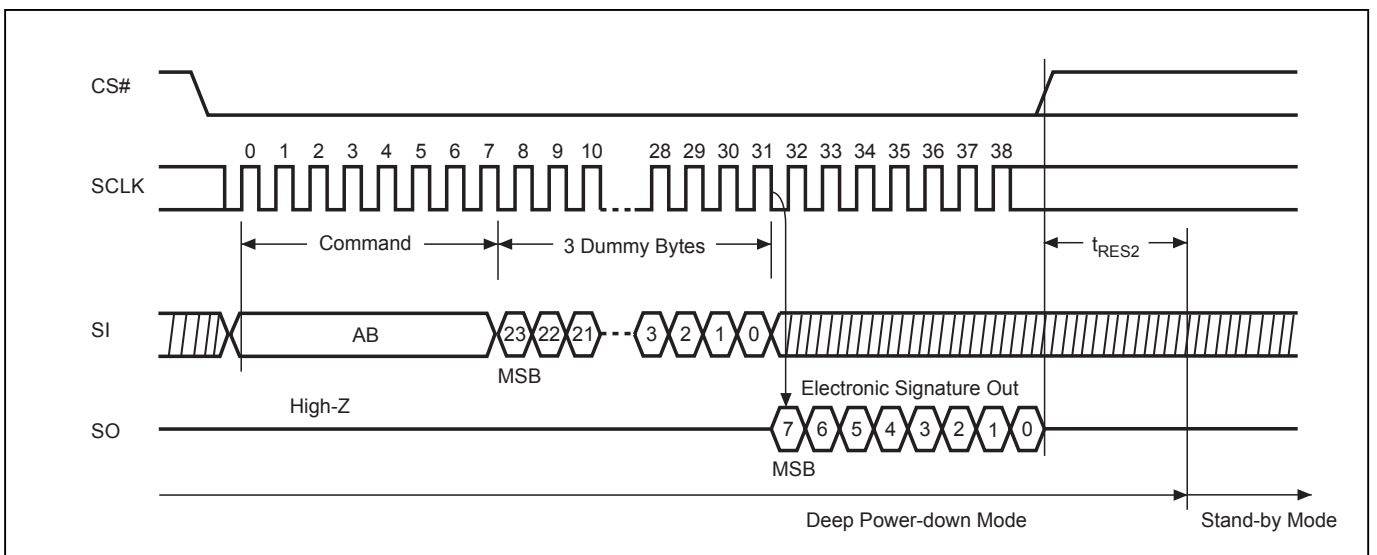 CS#
0 1 2 3 4 5 6 7 8 9 10 28 29 30 31 32 33 34 35 36 37 38
SCLK
Command
3 Dummy Bytes
tRES2
SI
AB
23 22 21 3 2 1 0
MSB
Electronic Signature Out
High-Z
SO
7 6 5 4 3 2 1 0
MSB
Deep Power-down Mode
Stand-by Mode